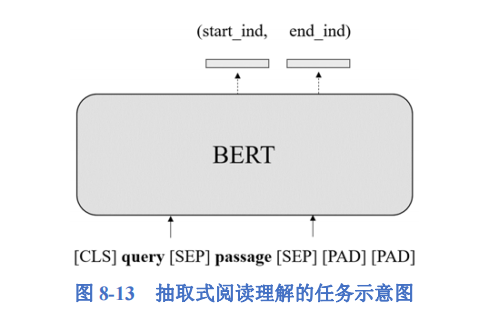 (start_ind, end_ind)
BERT
[CLS] query [SEP] passage [SEP] [PAD] [PAD]
图 8-13 抽取式阅读理解的任务示意图